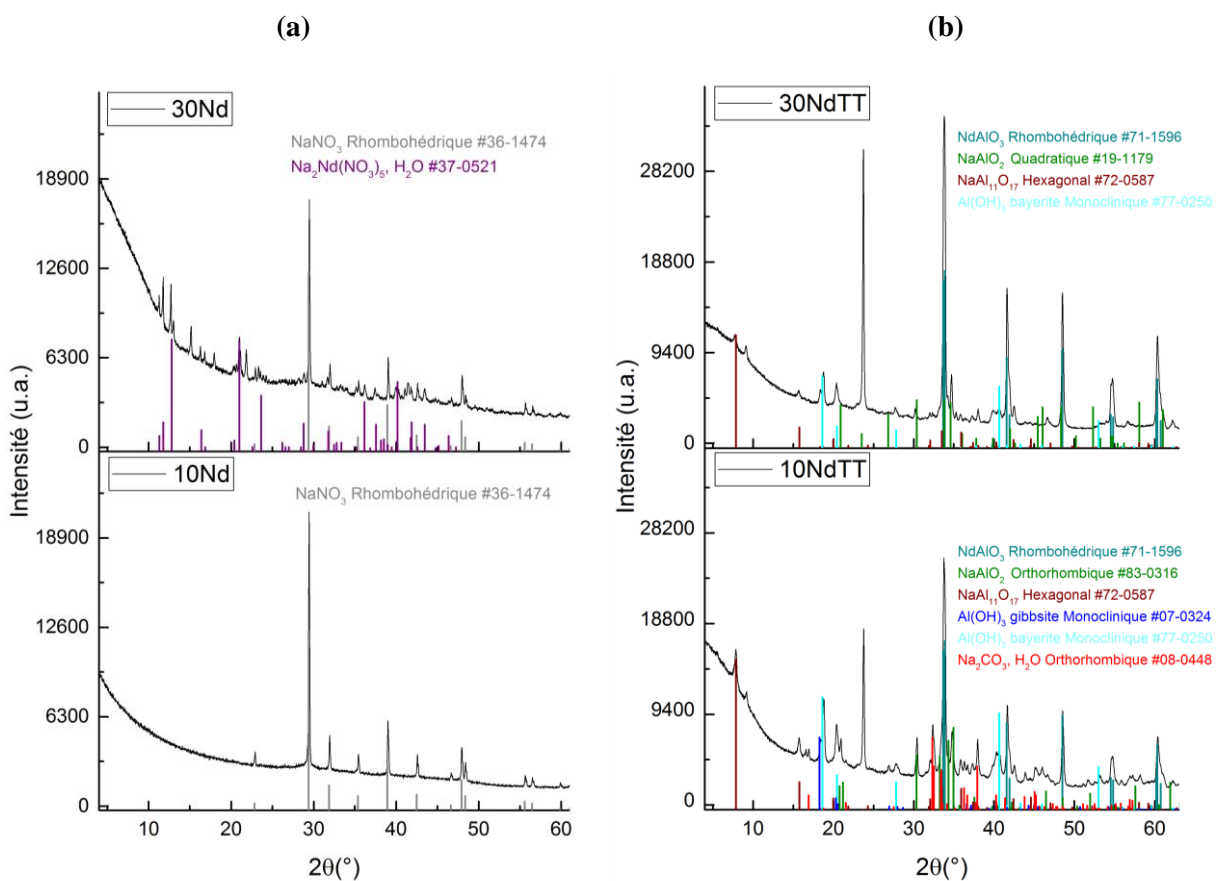 (a)
30Nd
NaNO₃ Rhombohédrique #36-1474
Na₂Nd(NO₃)₅, H₂O #37-0521
18900
12600
6300
0
10Nd
NaNO₃ Rhombohédrique #36-1474
18900
12600
6300
0
Intensité (u.a.)
10 20 30 40 50 60
2θ(°)
(b)
30NdTT
NdAlO₃ Rhombohédrique #71-1596
NaAlO₂ Quadratique #19-1179
NaAl₁₁O₁₇ Hexagonal #72-0587
Al(OH)₃ bayerite Monoclinique #77-0250
28200
18800
9400
0
10NdTT
NdAlO₃ Rhombohédrique #71-1596
NaAlO₂ Orthorhombique #83-0316
NaAl₁₁O₁₇ Hexagonal #72-0587
Al(OH)₃ gibbsite Monoclinique #07-0324
Al(OH)₃ bayerite Monoclinique #77-0250
Na₂CO₃, H₂O Orthorhombique #08-0448
28200
18800
9400
0
Intensité (u.a.)
10 20 30 40 50 60
2θ(°)